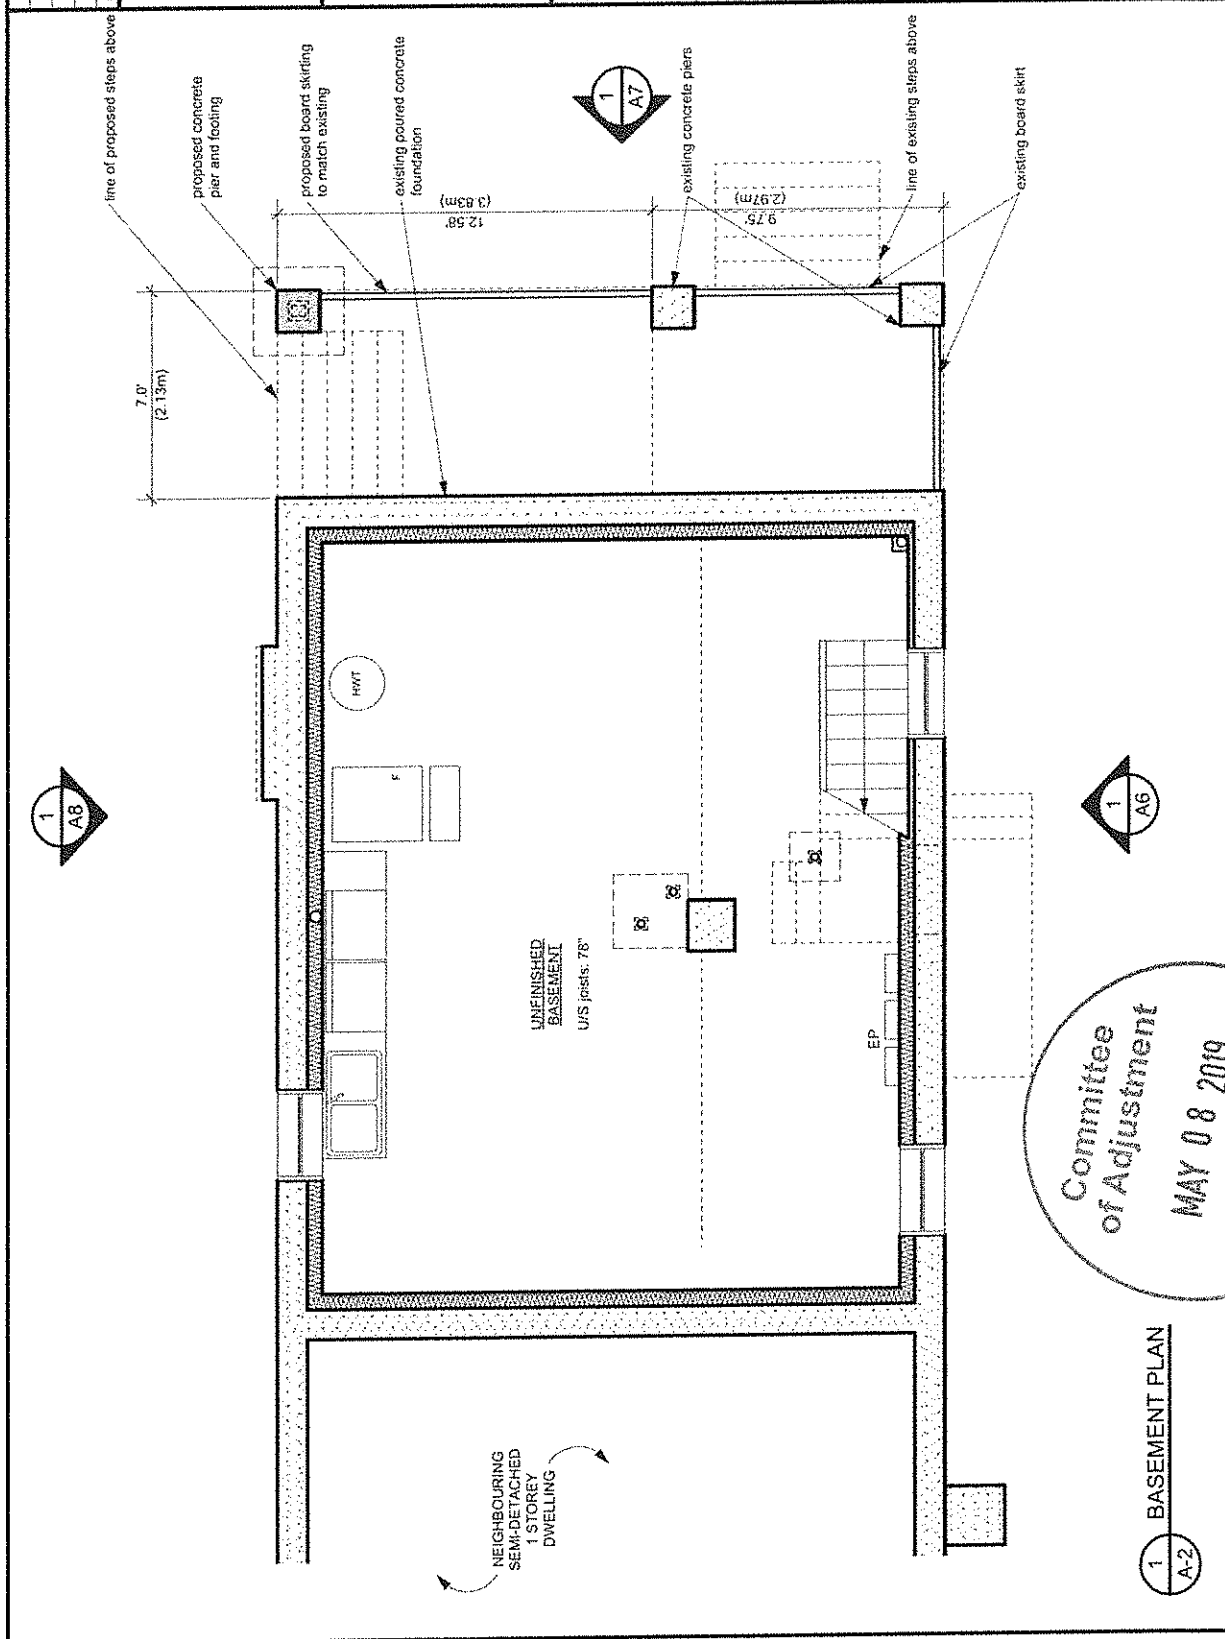 line of proposed steps above
proposed concrete
pier and footing
proposed board skirting
to match existing
existing poured concrete
foundation
existing concrete piers
line of existing steps above
existing board skirt
1
A7
12.58'
(3.83m)
9.75'
(2.97m)
7.0'
(2.13m)
1
A8
HWT
F
UNFINISHED
BASEMENT
U/S joists: 78"
EP
1
A6
NEIGHBOURING
SEMI-DETACHED
1 STOREY
DWELLING
Committee
of Adjustment
MAY 08 2019
1
A-2
BASEMENT PLAN